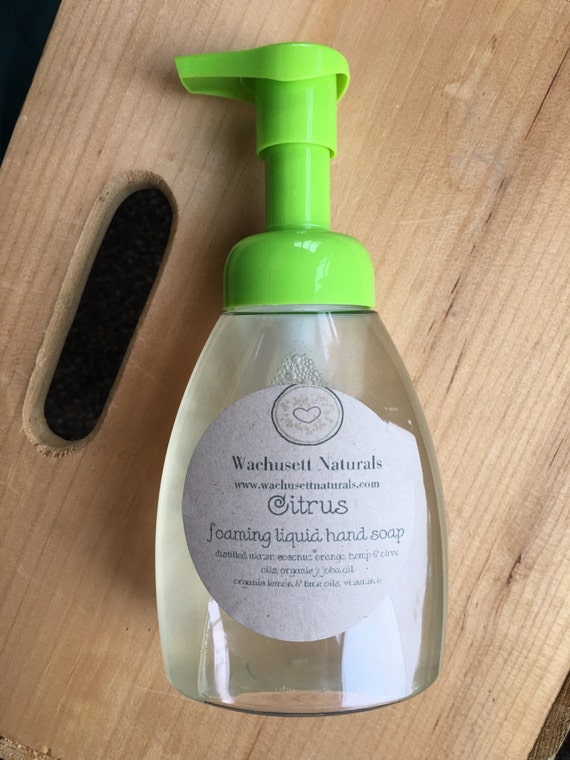 Wachusett Naturals
www.wachusettnaturals.com
Citrus
foaming liquid hand soap
distilled water, coconut, orange, hemp & olive
oils, organic jojoba oil,
organic lemon & lime oils, vitamin e